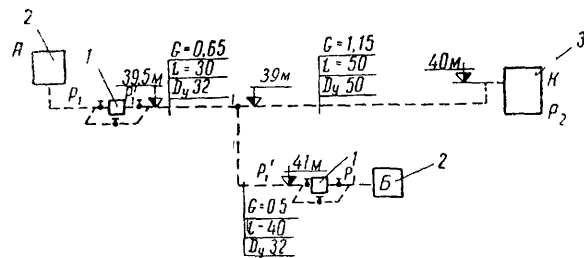 2
A
1
P₁
39,5м
G=0,65
l=30
Dу 32
39м
G=1,15
l=50
Dу 50
40м
3
К
P₂
P₁'
41м
1
P₁
Б
2
G=0.5
l=40
Dу 32